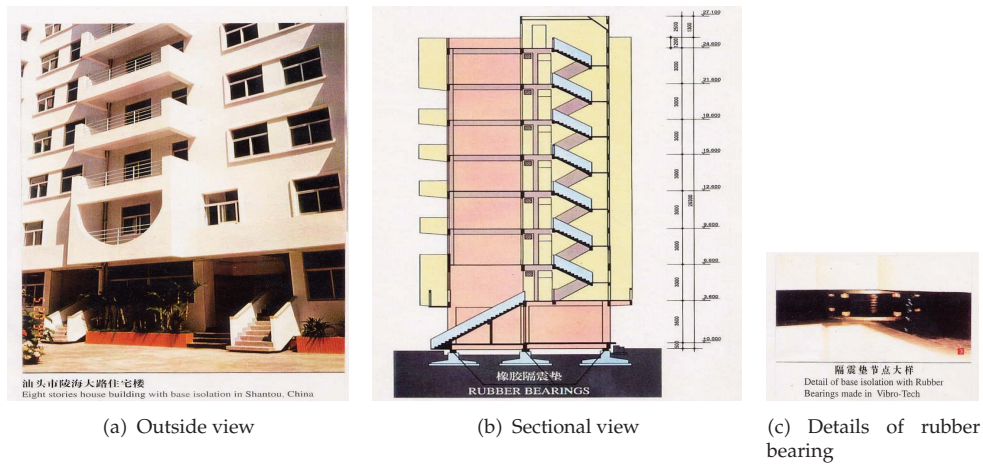 汕头市陵海大路住宅楼
Eight stories house building with base isolation in Shantou, China
(a) Outside view
27.100
24.600
21.600
18.600
15.600
12.600
9.600
6.600
3.600
±0.000
橡胶隔震垫
RUBBER BEARINGS
(b) Sectional view
隔震垫节点大样
Detail of base isolation with Rubber
Bearings made in Vibro-Tech
(c) Details of rubber
bearing